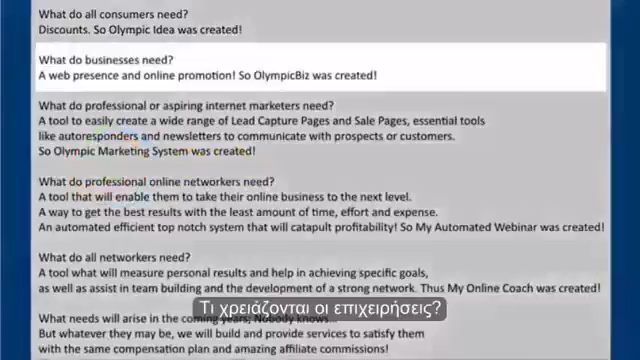 What do all consumers need?
Discounts. So Olympic Idea was created!
What do businesses need?
A web presence and online promotion! So OlympicBiz was created!
What do professional or aspiring internet marketers need?
A tool to easily create a wide range of Lead Capture Pages and Sale Pages, essential tools
like autoresponders and newsletters to communicate with prospects or customers.
So Olympic Marketing System was created!
What do professional online networkers need?
A tool that will enable them to take their online business to the next level.
A way to get the best results with the least amount of time, effort and expense.
An automated efficient top notch system that will catapult profitability! So My Automated Webinar was created!
What do all networkers need?
A tool what will measure personal results and help in achieving specific goals,
as well as assist in team building and the development of a strong network. Thus My Online Coach was created!
Τι χρειάζονται οι επιχειρήσεις?
What needs will arise in the coming years; Nobody knows...
But whatever they may be, we will build and provide services to satisfy them
with the same compensation plan and amazing affiliate commissions!